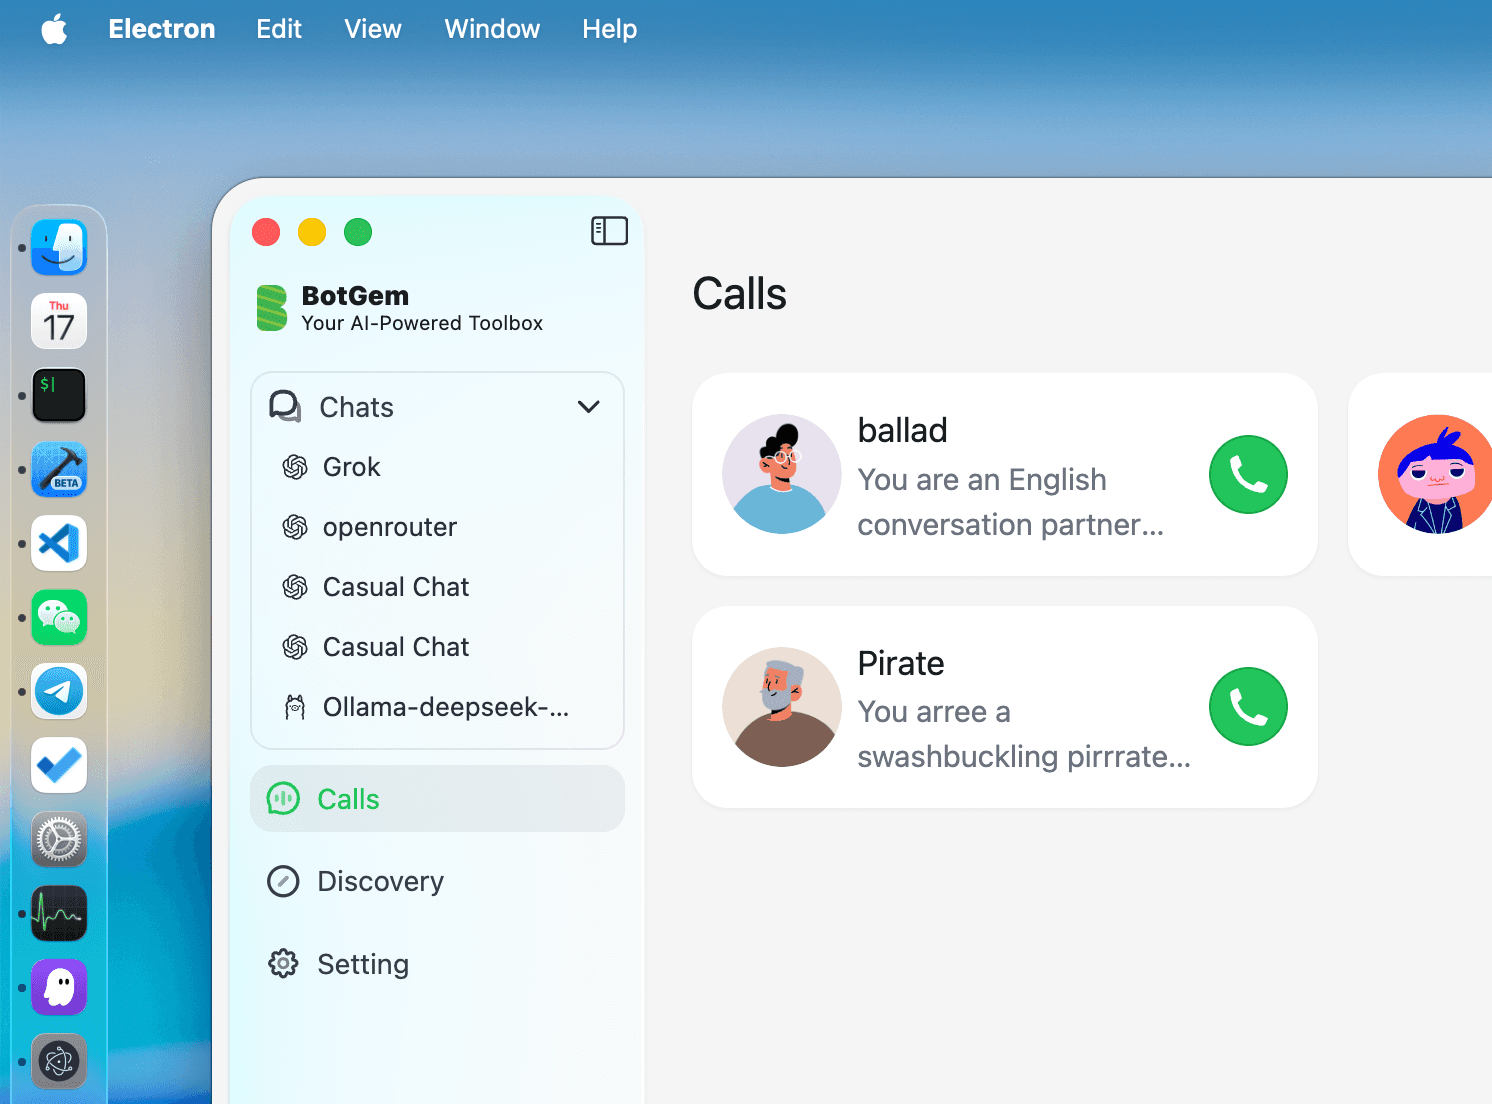 Electron Edit View Window Help
Thu
17
$|
BETA
BotGem
Your AI-Powered Toolbox
Chats
Grok
openrouter
Casual Chat
Casual Chat
Ollama-deepseek-...
Calls
Discovery
Setting
Calls
ballad
You are an English
conversation partner...
Pirate
You arree a
swashbuckling pirrrate...